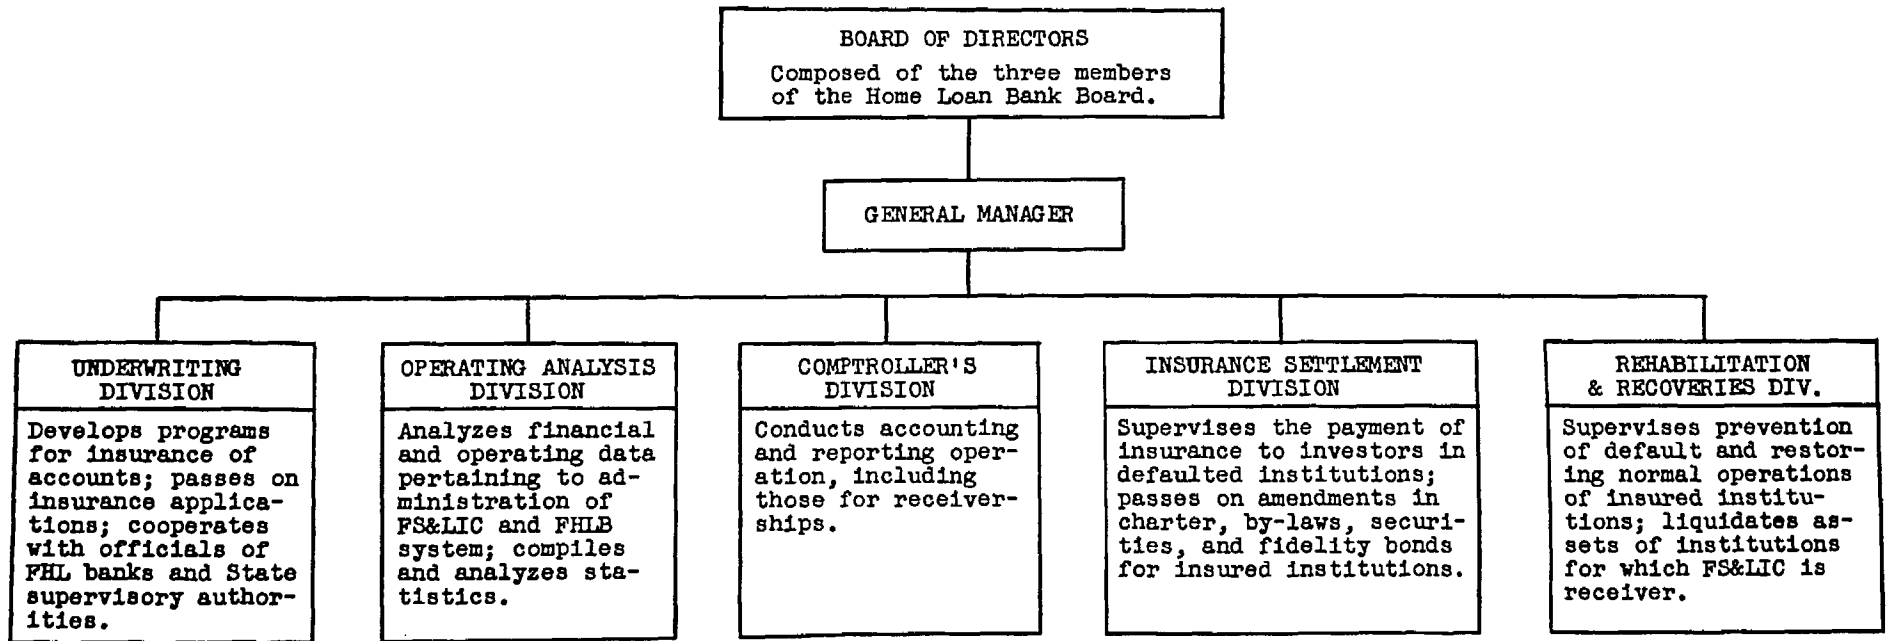 BOARD OF DIRECTORS
Composed of the three members
of the Home Loan Bank Board.
GENERAL MANAGER
UNDERWRITING
DIVISION
Develops programs
for insurance of
accounts; passes on
insurance applica-
tions; cooperates
with officials of
FHL banks and State
supervisory author-
ities.
OPERATING ANALYSIS
DIVISION
Analyzes financial
and operating data
pertaining to ad-
ministration of
FS&LIC and FHLB
system; compiles
and analyzes sta-
tistics.
COMPTROLLER'S
DIVISION
Conducts accounting
and reporting oper-
ation, including
those for receiver-
ships.
INSURANCE SETTLEMENT
DIVISION
Supervises the payment of
insurance to investors in
defaulted institutions;
passes on amendments in
charter, by-laws, securi-
ties, and fidelity bonds
for insured institutions.
REHABILITATION
& RECOVERIES DIV.
Supervises prevention
of default and restor-
ing normal operations
of insured institu-
tions; liquidates as-
sets of institutions
for which FS&LIC is
receiver.